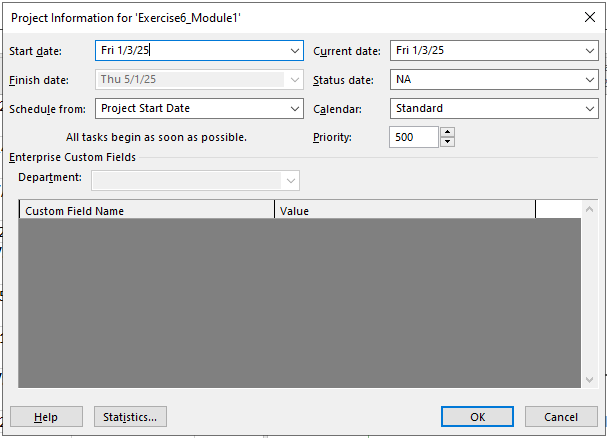 Project Information for 'Exercise6_Module1'
Start date: Fri 1/3/25 Current date: Fri 1/3/25
Finish date: Thu 5/1/25 Status date: NA
Schedule from: Project Start Date Calendar: Standard
All tasks begin as soon as possible. Priority: 500
Enterprise Custom Fields
Department:
Custom Field Name Value
Help Statistics... OK Cancel